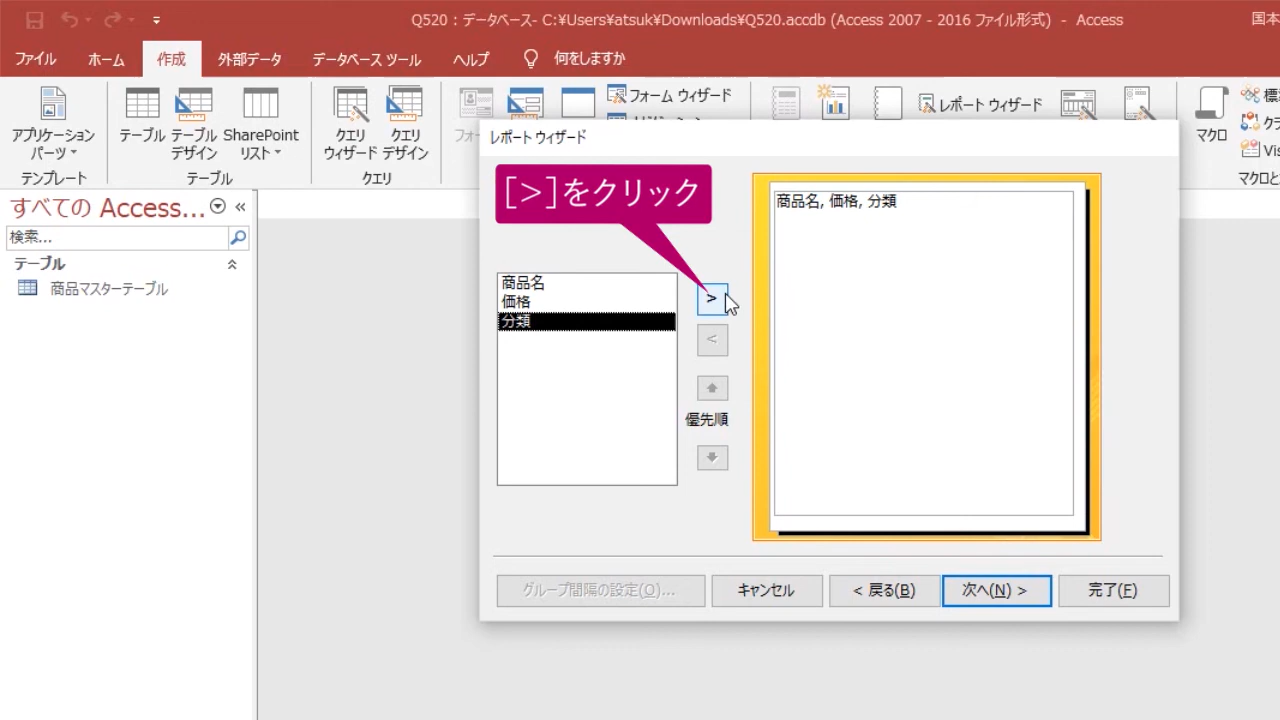 Q520 : データベース- C:¥Users¥atsuk¥Downloads¥Q520.accdb (Access 2007 - 2016 ファイル形式) - Access
国本
ファイル ホーム 作成 外部データ データベース ツール ヘルプ 何をしますか
アプリケーション
パーツ
テンプレート
テーブル
テーブル
デザイン
SharePoint
リスト
テーブル
クエリ
ウィザード
クエリ
デザイン
クエリ
フォーム ウィザード
レポート ウィザード
マクロ
マクロと
レポート ウィザード
[>]をクリック
すべての Access...
«
検索...
テーブル
商品マスターテーブル
商品名
価格
分類
>
<
優先順
商品名, 価格, 分類
グループ間隔の設定(O)...
キャンセル
< 戻る(B)
次へ(N) >
完了(F)